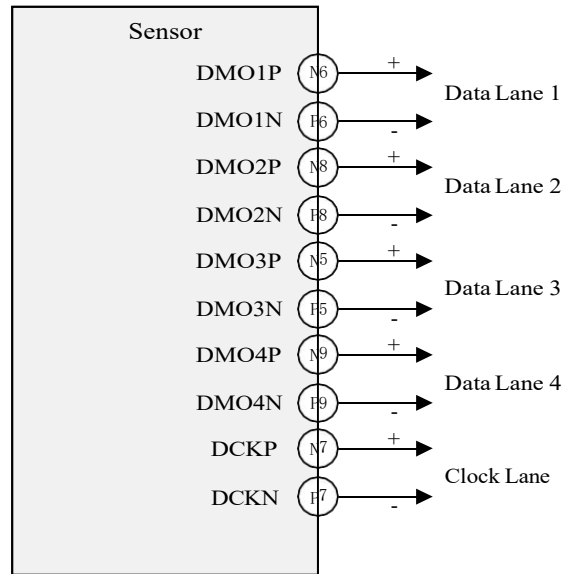 Sensor
DMO1P N6 +
Data Lane 1
DMO1N P6 -
DMO2P N8 +
Data Lane 2
DMO2N P8 -
DMO3P N5 +
Data Lane 3
DMO3N P5 -
DMO4P N9 +
Data Lane 4
DMO4N P9 -
DCKP N7 +
Clock Lane
DCKN P7 -